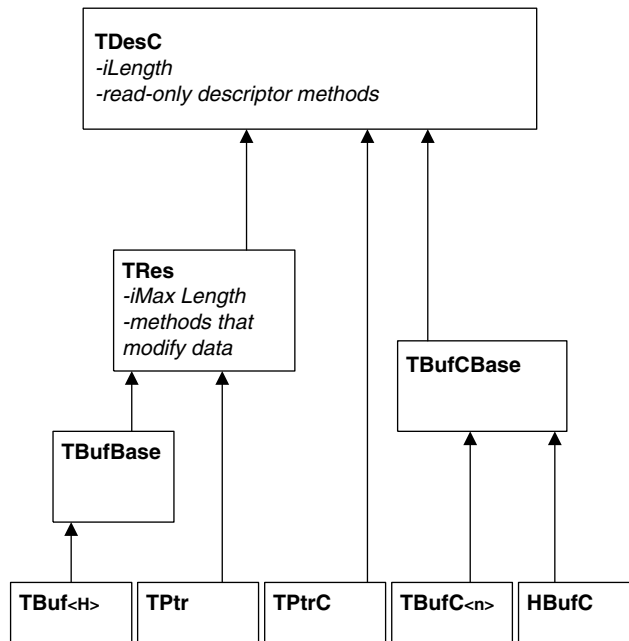 TDesC
-iLength
-read-only descriptor methods
TRes
-iMax Length
-methods that
modify data
TBufCBase
TBufBase
TBuf<H>
TPtr
TPtrC
TBufC<n>
HBufC